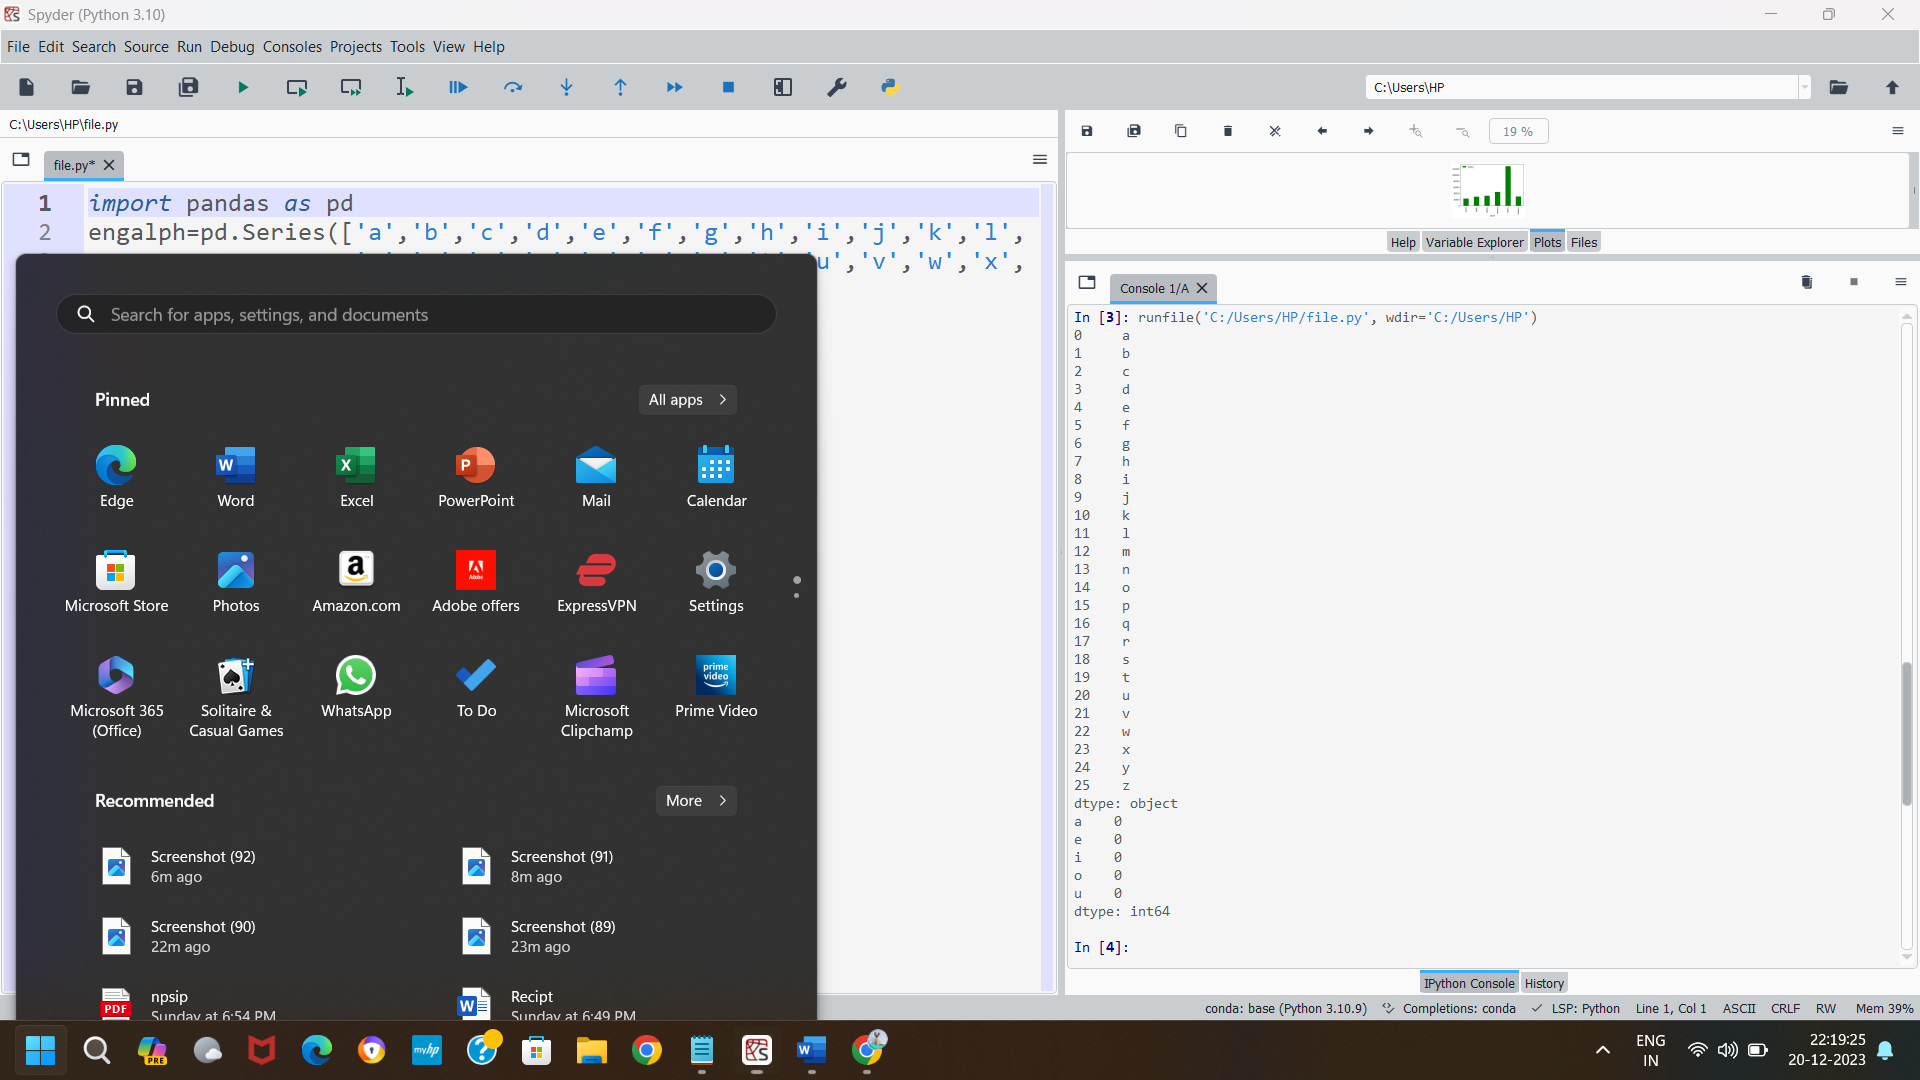 Spyder (Python 3.10)
File Edit Search Source Run Debug Consoles Projects Tools View Help
C:\Users\HP
C:\Users\HP\file.py
19 %
file.py*
1 import pandas as pd
2 engalph=pd.Series(['a','b','c','d','e','f','g','h','i','j','k','l',
u','v','w','x',
Help Variable Explorer Plots Files
Console 1/A
In [3]: runfile('C:/Users/HP/file.py', wdir='C:/Users/HP')
0 a
1 b
2 c
3 d
4 e
5 f
6 g
7 h
8 i
9 j
10 k
11 l
12 m
13 n
14 o
15 p
16 q
17 r
18 s
19 t
20 u
21 v
22 w
23 x
24 y
25 z
dtype: object
a 0
e 0
i 0
o 0
u 0
dtype: int64
In [4]:
IPython Console History
Search for apps, settings, and documents
Pinned
All apps
Edge
Word
Excel
PowerPoint
Mail
Calendar
Microsoft Store
Photos
Amazon.com
Adobe offers
ExpressVPN
Settings
Microsoft 365
(Office)
Solitaire &
Casual Games
WhatsApp
To Do
Microsoft
Clipchamp
Prime Video
Recommended
More
Screenshot (92)
6m ago
Screenshot (91)
8m ago
Screenshot (90)
22m ago
Screenshot (89)
23m ago
npsip
Sunday at 6:54 PM
Recipt
Sunday at 6:49 PM
conda: base (Python 3.10.9) Completions: conda LSP: Python Line 1, Col 1 ASCII CRLF RW Mem 39%
ENG
IN
22:19:25
20-12-2023